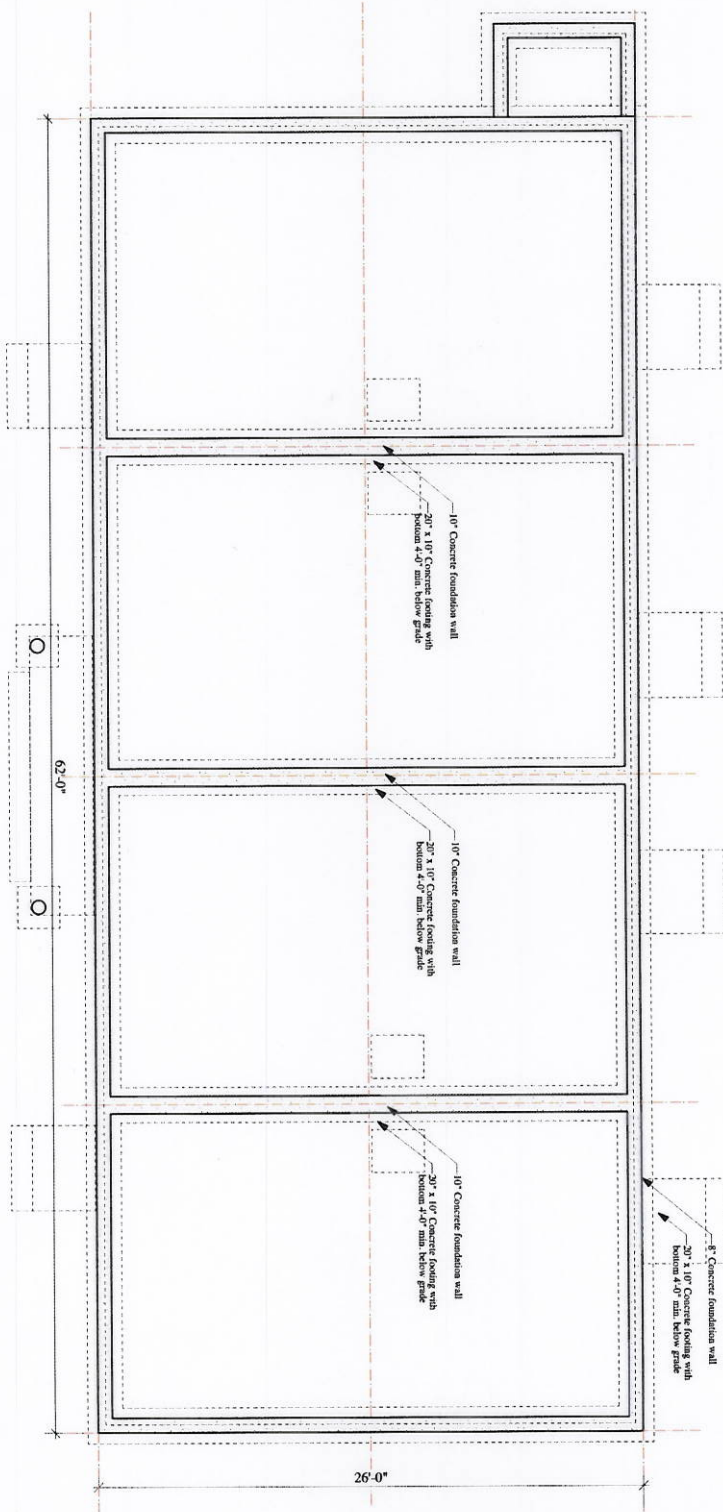 10" Concrete foundation wall
20" x 10" Concrete footing with
bottom 4'-0" min. below grade
62'-0"
10" Concrete foundation wall
20" x 10" Concrete footing with
bottom 4'-0" min. below grade
10" Concrete foundation wall
20" x 10" Concrete footing with
bottom 4'-0" min. below grade
8" Concrete foundation wall
20" x 10" Concrete footing with
bottom 4'-0" min. below grade
26'-0"